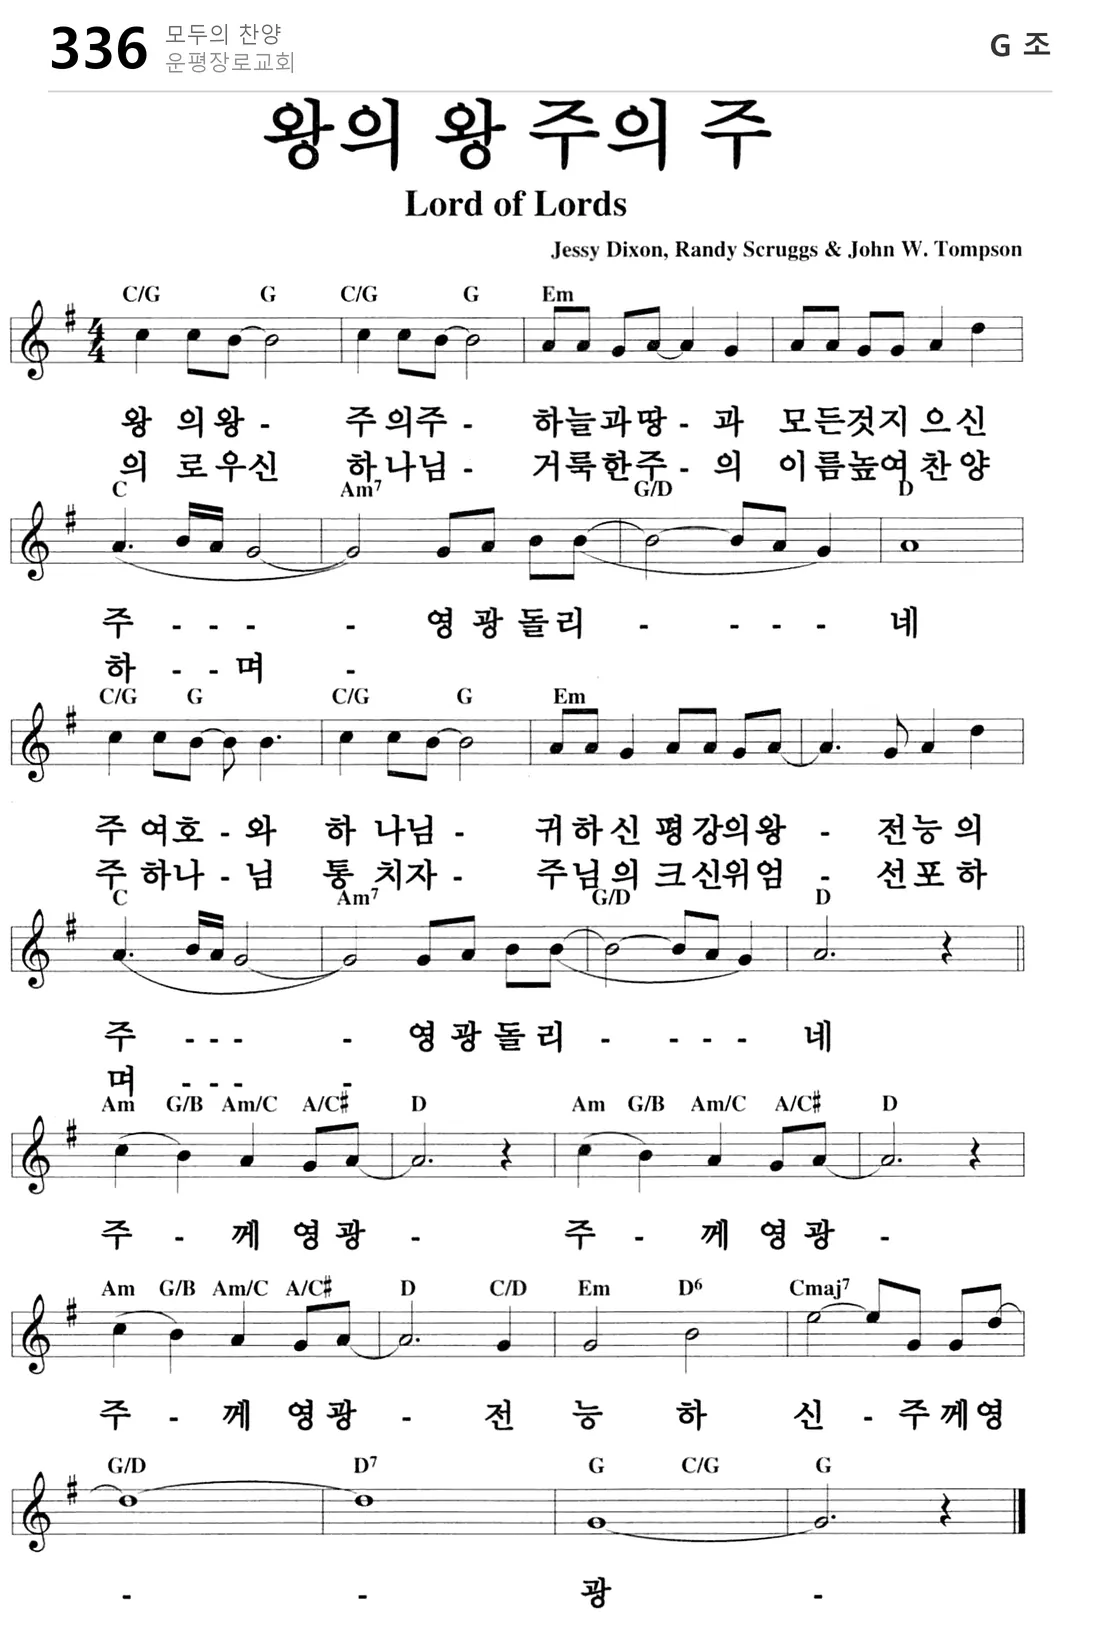 336 모두의 찬양
운평장로교회
G 조
왕의 왕 주의 주
Lord of Lords
Jessy Dixon, Randy Scruggs & John W. Tompson
C/G G C/G G Em
4
4
왕 의왕 - 주의주 - 하늘과땅 - 과 모든것지 으신
의 로우신 하나님 - 거룩한주 - 의 이름높여 찬양
C Am7 G/D D
주 - - - - 영광돌리 - - - - 네
하 - - 며 -
C/G G C/G G Em
주 여호 - 와 하 나님 - 귀하신 평강의왕 - 전능의
주 하나 - 님 통 치자 - 주님의 크신위엄 - 선포하
C Am7 G/D D
주 - - - - 영광돌리 - - - - 네
며 - - - -
Am G/B Am/C A/C♯ D Am G/B Am/C A/C♯ D
주 - 께 영광 - 주 - 께 영광 -
Am G/B Am/C A/C♯ D C/D Em D6 Cmaj7
주 - 께 영광 - 전 능 하 신 - 주께영
G/D D7 G C/G G
- - 광 -